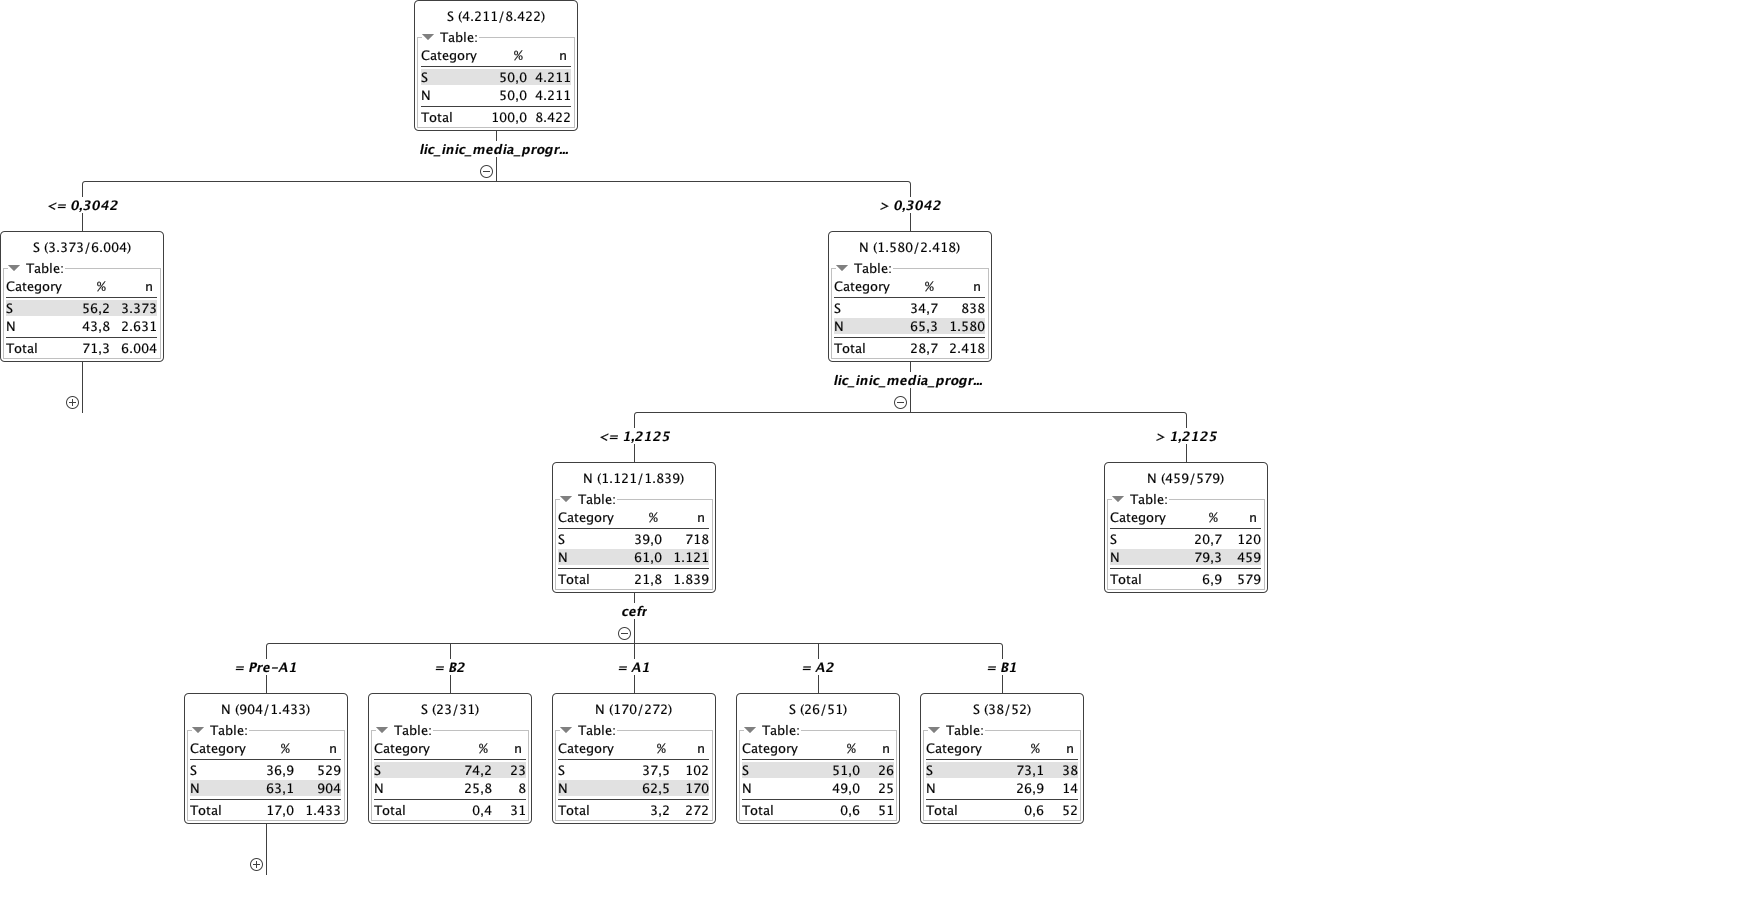 S (4.211/8.422)
Table:
Category % n
S 50,0 4.211
N 50,0 4.211
Total 100,0 8.422
lic_inic_media_progr...
<= 0,3042
> 0,3042
S (3.373/6.004)
Table:
Category % n
S 56,2 3.373
N 43,8 2.631
Total 71,3 6.004
N (1.580/2.418)
Table:
Category % n
S 34,7 838
N 65,3 1.580
Total 28,7 2.418
lic_inic_media_progr...
<= 1,2125
> 1,2125
N (1.121/1.839)
Table:
Category % n
S 39,0 718
N 61,0 1.121
Total 21,8 1.839
N (459/579)
Table:
Category % n
S 20,7 120
N 79,3 459
Total 6,9 579
cefr
= Pre-A1
= B2
= A1
= A2
= B1
N (904/1.433)
Table:
Category % n
S 36,9 529
N 63,1 904
Total 17,0 1.433
S (23/31)
Table:
Category % n
S 74,2 23
N 25,8 8
Total 0,4 31
N (170/272)
Table:
Category % n
S 37,5 102
N 62,5 170
Total 3,2 272
S (26/51)
Table:
Category % n
S 51,0 26
N 49,0 25
Total 0,6 51
S (38/52)
Table:
Category % n
S 73,1 38
N 26,9 14
Total 0,6 52